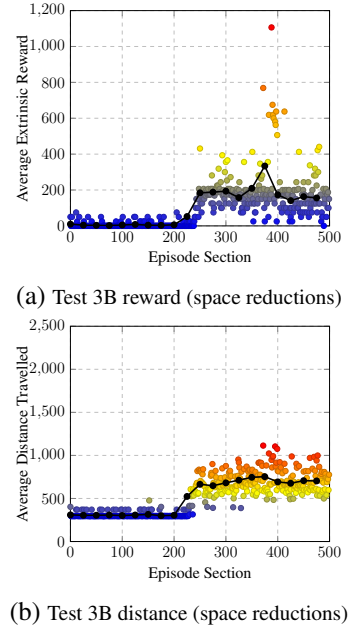 1,200
1,000
800
600
400
200
0
0 100 200 300 400 500
Average Extrinsic Reward
Episode Section
(a) Test 3B reward (space reductions)
2,500
2,000
1,500
1,000
500
0
0 100 200 300 400 500
Average Distance Travelled
Episode Section
(b) Test 3B distance (space reductions)